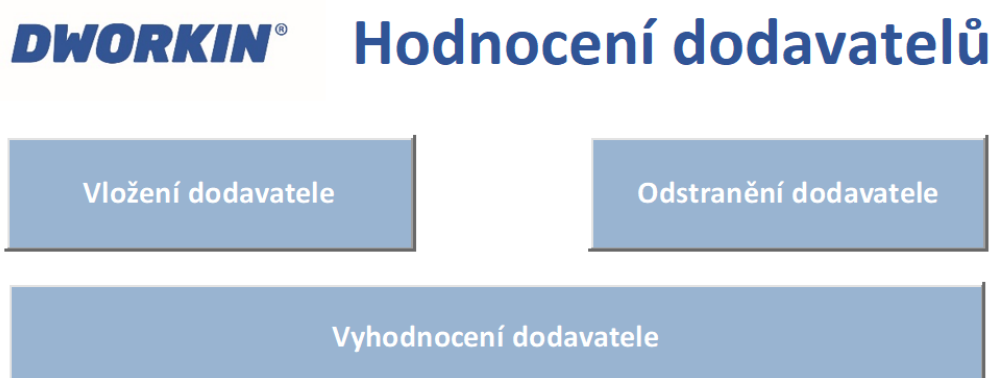 DWORKIN® Hodnocení dodavatelů
Vložení dodavatele Odstranění dodavatele
Vyhodnocení dodavatele